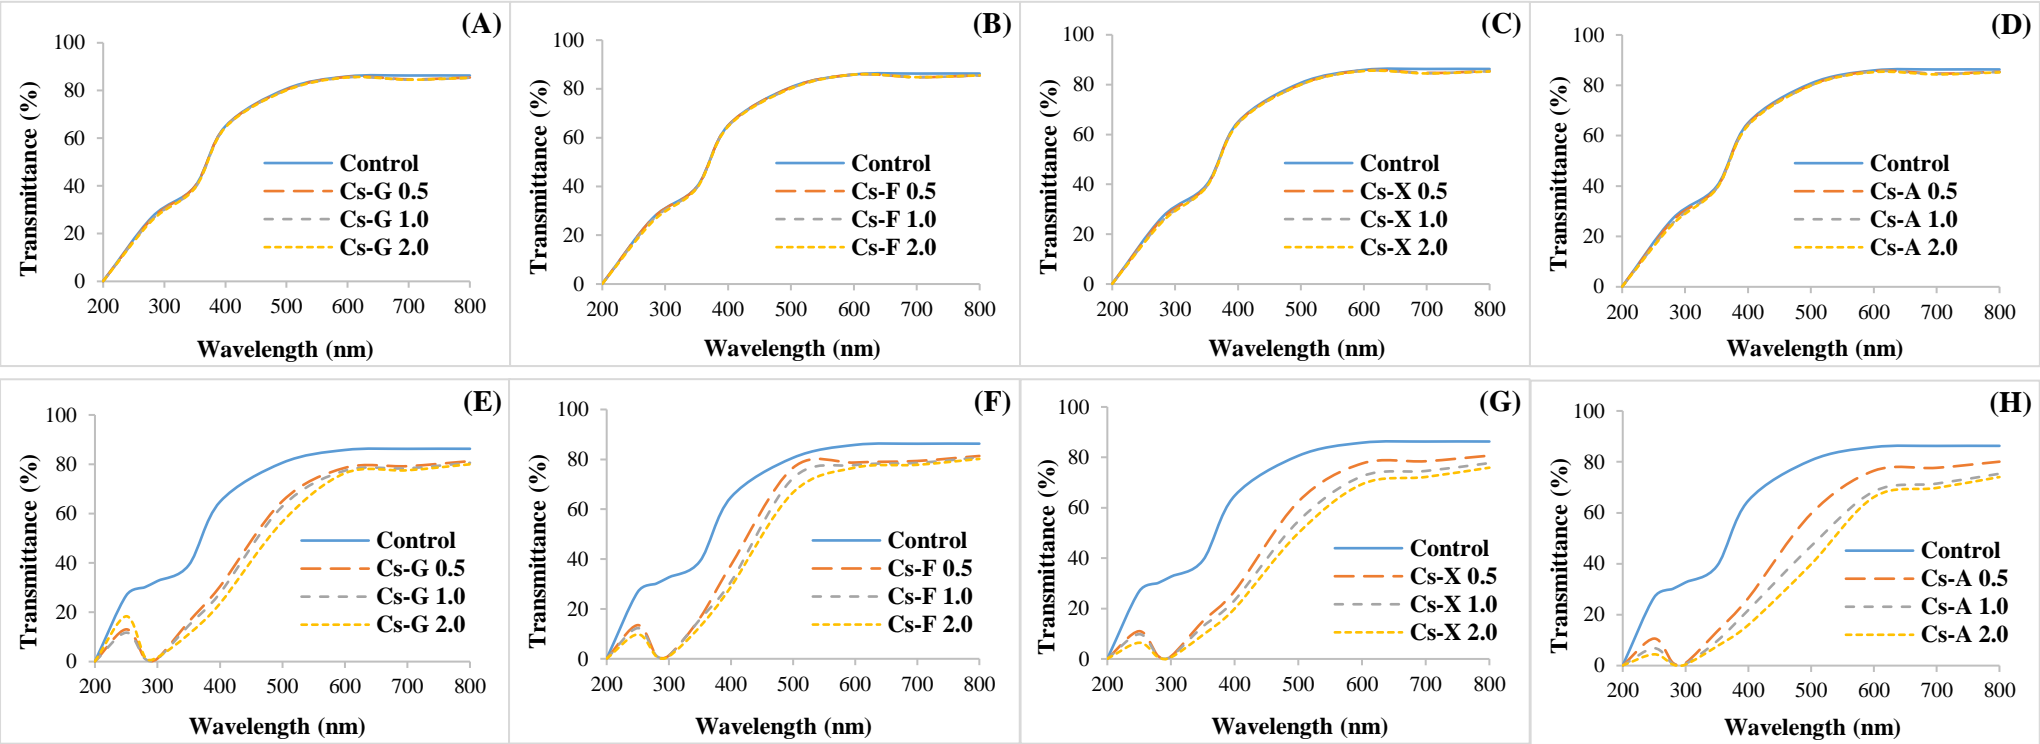 (A)
100
80
60
40
20
0
Transmittance (%)
Control
Cs-G 0.5
Cs-G 1.0
Cs-G 2.0
200 300 400 500 600 700 800
Wavelength (nm)
(B)
100
80
60
40
20
0
Transmittance (%)
Control
Cs-F 0.5
Cs-F 1.0
Cs-F 2.0
200 300 400 500 600 700 800
Wavelength (nm)
(C)
100
80
60
40
20
0
Transmittance (%)
Control
Cs-X 0.5
Cs-X 1.0
Cs-X 2.0
200 300 400 500 600 700 800
Wavelength (nm)
(D)
100
80
60
40
20
0
Transmittance (%)
Control
Cs-A 0.5
Cs-A 1.0
Cs-A 2.0
200 300 400 500 600 700 800
Wavelength (nm)
(E)
100
80
60
40
20
0
Transmittance (%)
Control
Cs-G 0.5
Cs-G 1.0
Cs-G 2.0
200 300 400 500 600 700 800
Wavelength (nm)
(F)
100
80
60
40
20
0
Transmittance (%)
Control
Cs-F 0.5
Cs-F 1.0
Cs-F 2.0
200 300 400 500 600 700 800
Wavelength (nm)
(G)
100
80
60
40
20
0
Transmittance (%)
Control
Cs-X 0.5
Cs-X 1.0
Cs-X 2.0
200 300 400 500 600 700 800
Wavelength (nm)
(H)
100
80
60
40
20
0
Transmittance (%)
Control
Cs-A 0.5
Cs-A 1.0
Cs-A 2.0
200 300 400 500 600 700 800
Wavelength (nm)